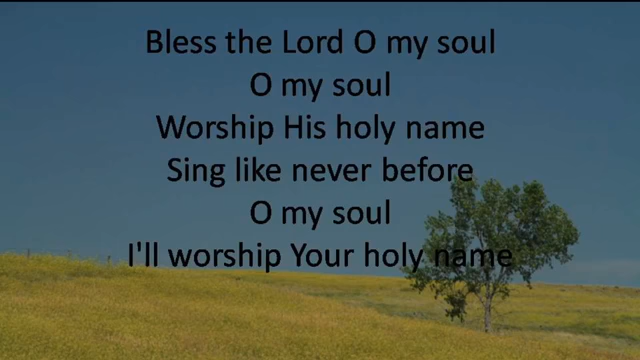 Bless the Lord O my soul
O my soul
Worship His holy name
Sing like never before
O my soul
I'll worship Your holy name